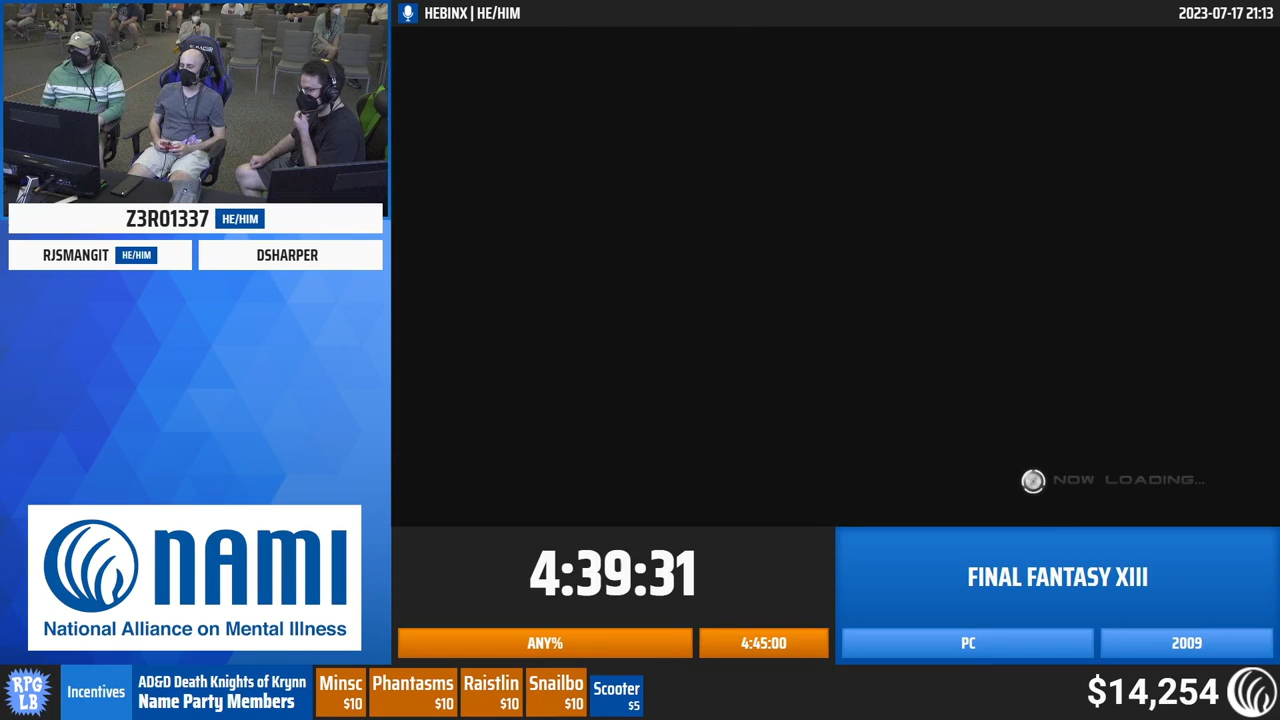 HEBINX | HE/HIM
2023-07-17 21:13
Z3R01337 HE/HIM
RJSMANGIT HE/HIM
DSHARPER
NOW LOADING...
NAMI
National Alliance on Mental Illness
4:39:31
ANY%
4:45:00
FINAL FANTASY XIII
PC
2009
RPG
LB
Incentives
AD&D Death Knights of Krynn
Name Party Members
Minsc
$10
Phantasms
$10
Raistlin
$10
Snailbo
$10
Scooter
$5
$14,254